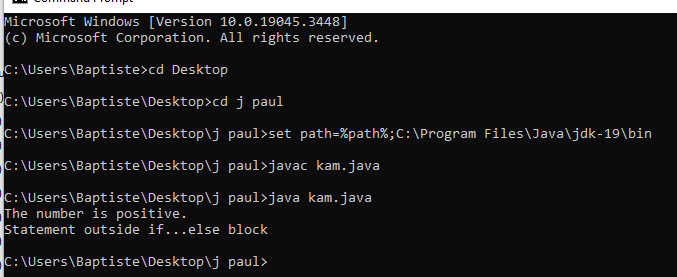 Command Prompt
Microsoft Windows [Version 10.0.19045.3448]
(c) Microsoft Corporation. All rights reserved.
C:\Users\Baptiste>cd Desktop
C:\Users\Baptiste\Desktop>cd j paul
C:\Users\Baptiste\Desktop\j paul>set path=%path%;C:\Program Files\Java\jdk-19\bin
C:\Users\Baptiste\Desktop\j paul>javac kam.java
C:\Users\Baptiste\Desktop\j paul>java kam.java
The number is positive.
Statement outside if...else block
C:\Users\Baptiste\Desktop\j paul>